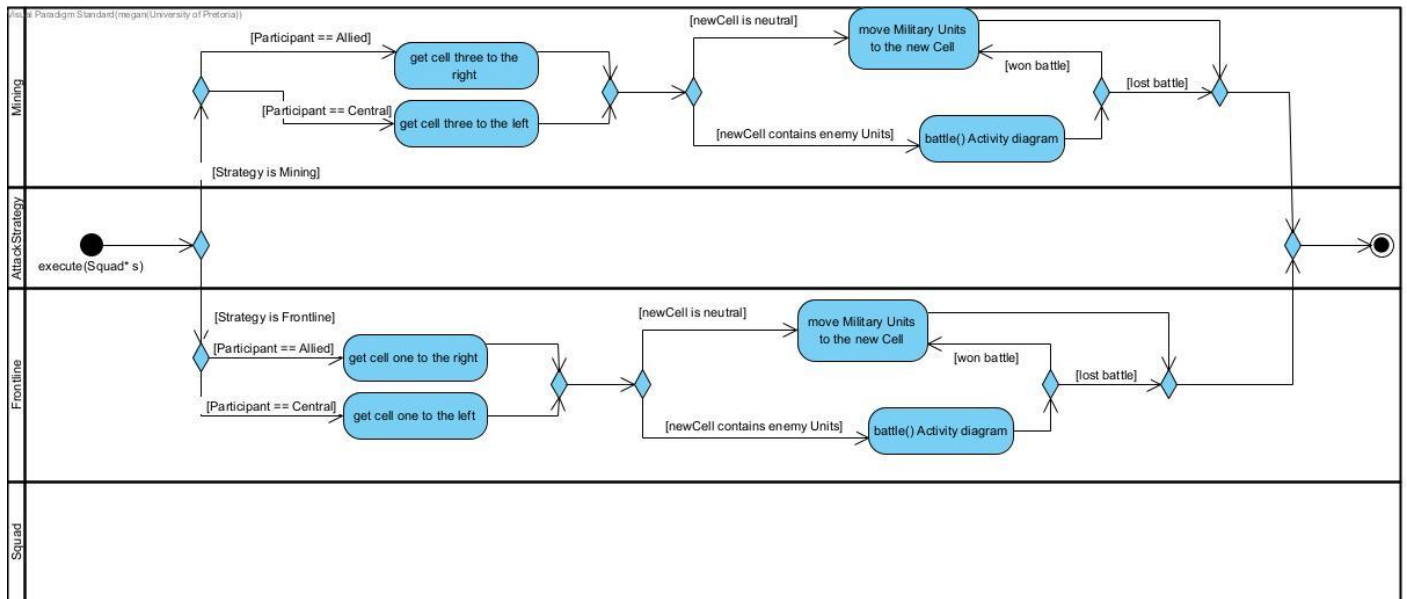 Visual Paradigm Standard(megan(University of Pretoria))
Mining
[Participant == Allied]
get cell three to the
right
[Participant == Central]
get cell three to the left
[Strategy is Mining]
[newCell is neutral]
move Military Units
to the new Cell
[won battle]
[lost battle]
[newCell contains enemy Units]
battle() Activity diagram
AttackStrategy
execute(Squad* s)
Frontline
[Strategy is Frontline]
[Participant == Allied]
get cell one to the right
[Participant == Central]
get cell one to the left
[newCell is neutral]
move Military Units
to the new Cell
[won battle]
[lost battle]
[newCell contains enemy Units]
battle() Activity diagram
Squad